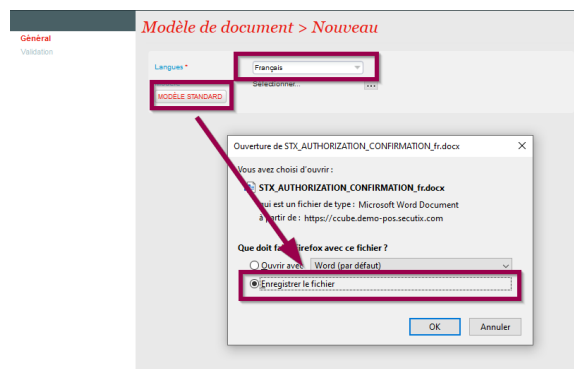 Modèle de document > Nouveau
Général
Validation
Langues *
Français
Sélectionner...
...
MODÈLE STANDARD
Ouverture de STX_AUTHORIZATION_CONFIRMATION_fr.docx
Vous avez choisi d'ouvrir :
STX_AUTHORIZATION_CONFIRMATION_fr.docx
qui est un fichier de type : Microsoft Word Document
à partir de : https://ccube.demo-pos.secutix.com
Que doit faire Firefox avec ce fichier ?
Ouvrir avec Word (par défaut)
Enregistrer le fichier
OK Annuler